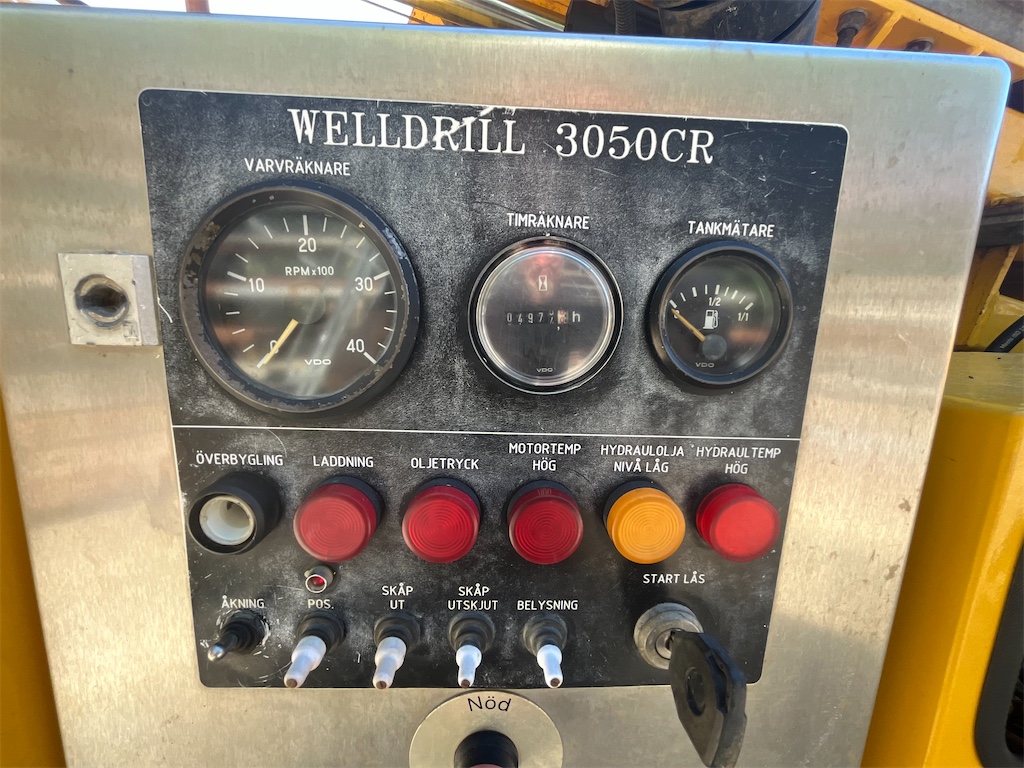 WELLDRILL 3050CR
VARVRÄKNARE
TIMRÄKNARE
TANKMÄTARE
0
10
20
30
40
RPM x 100
VDO
h
VDO
1/2
1/1
VDO
ÖVERBYGLING
LADDNING
OLJETRYCK
MOTORTEMP
HÖG
HYDRAULOLJA
NIVÅ LÅG
HYDRAULTEMP
HÖG
ÅKNING
POS.
SKÅP
UT
SKÅP
UTSKJUT
BELYSNING
START LÅS
Nöd